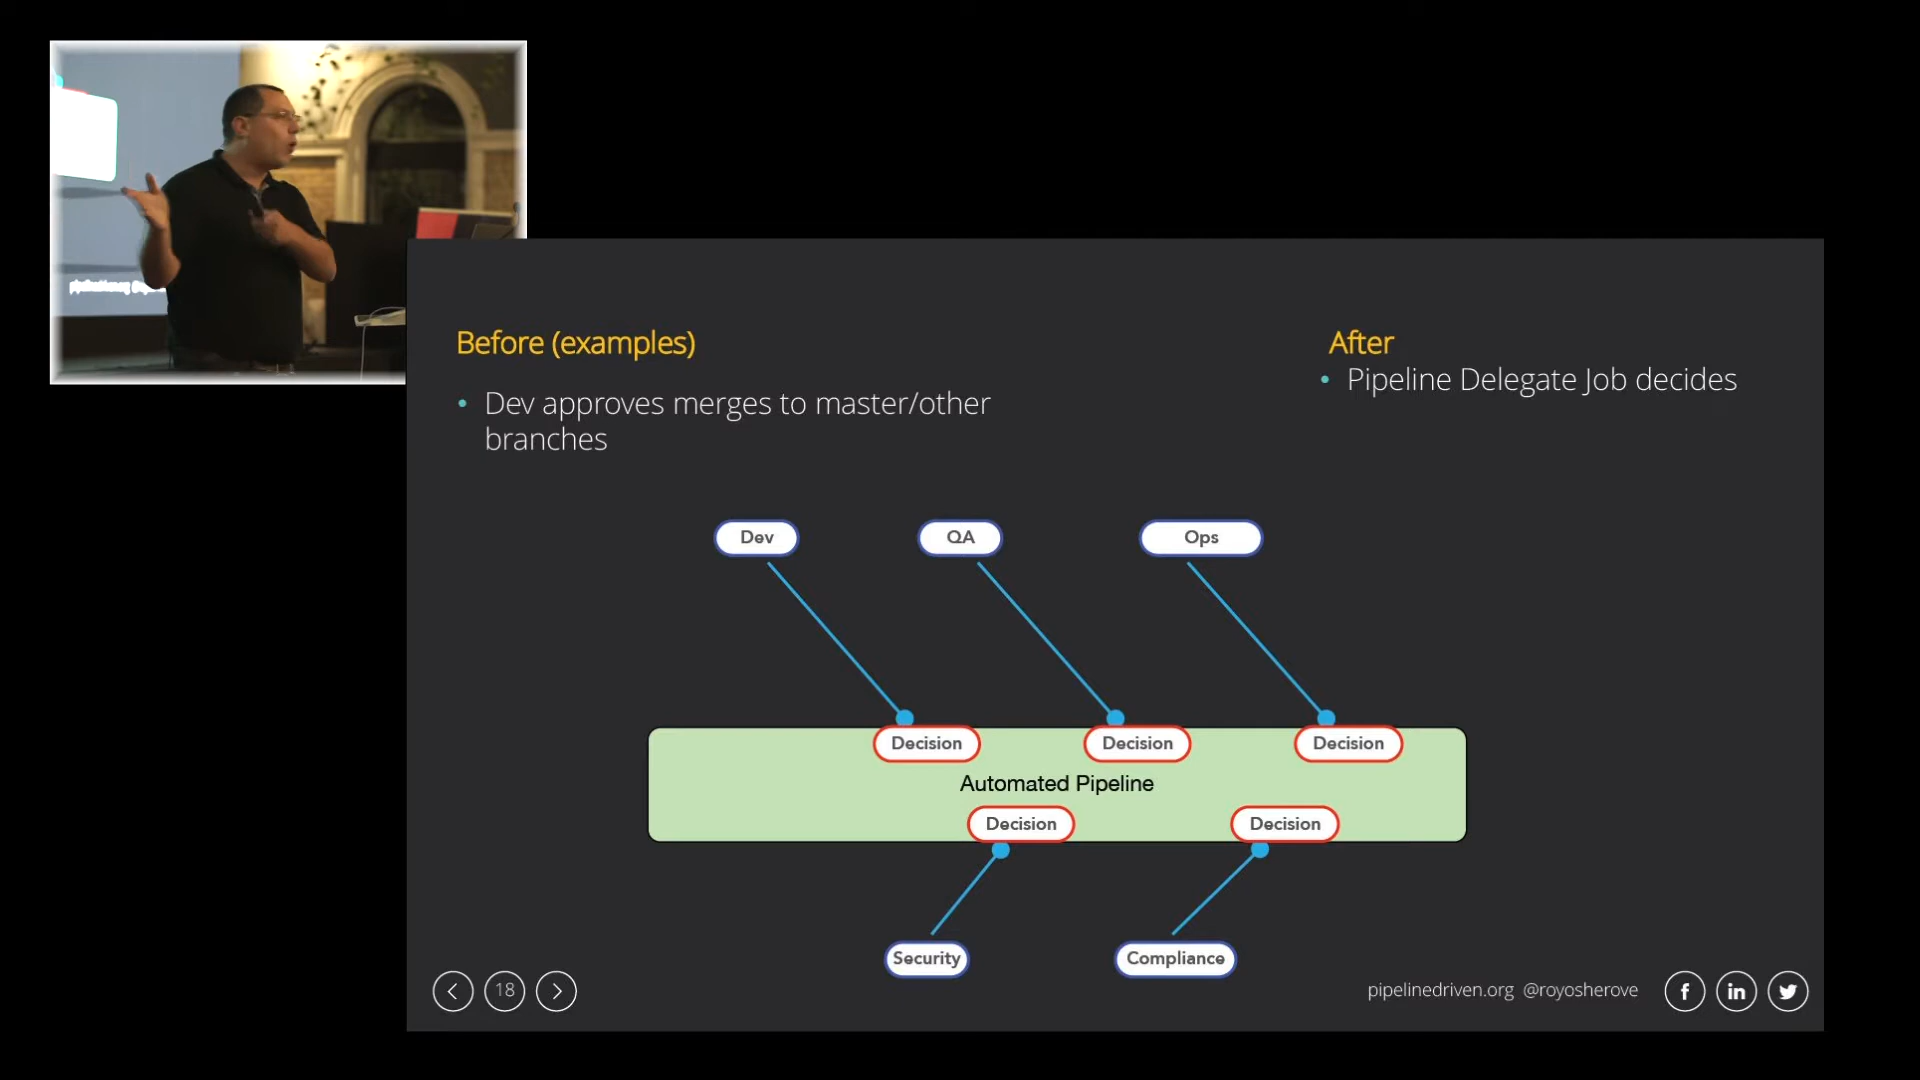 Before (examples)
After
• Pipeline Delegate Job decides
• Dev approves merges to master/other
branches
Dev
QA
Ops
Decision
Decision
Decision
Automated Pipeline
Decision
Decision
Security
Compliance
18
pipelinedriven.org @royosherove
f
in